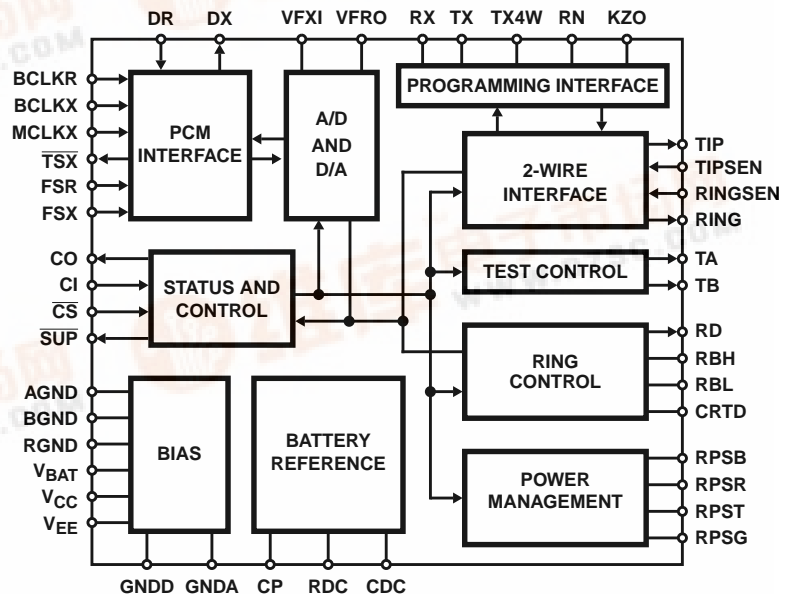 DR DX VFXI VFRO RX TX TX4W RN KZO
BCLKR
BCLKX
MCLKX
TSX
FSR
FSX
PCM
INTERFACE
A/D
AND
D/A
PROGRAMMING INTERFACE
2-WIRE
INTERFACE
TIP
TIPSEN
RINGSEN
RING
CO
CI
CS
SUP
STATUS AND
CONTROL
TEST CONTROL
TA
TB
RING
CONTROL
RD
RBH
RBL
CRTD
AGND
BGND
RGND
VBAT
VCC
VEE
BIAS
BATTERY
REFERENCE
POWER
MANAGEMENT
RPSB
RPSR
RPST
RPSG
GNDD GNDA CP RDC CDC